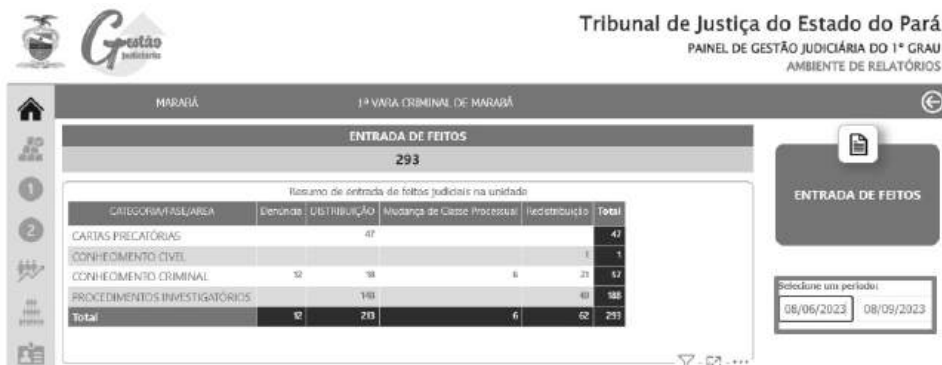 Gestão
Judiciária
Tribunal de Justiça do Estado do Pará
PAINEL DE GESTÃO JUDICIÁRIA DO 1º GRAU
AMBIENTE DE RELATÓRIOS
MARABÁ 1ª VARA CRIMINAL DE MARABÁ
ENTRADA DE FEITOS
293
Resumo de entrada de feitos judiciais na unidade
CATEGORIA/FASE/AREA Denúncia DISTRIBUIÇÃO Mudança de Classe Processual Redistribuição Total
CARTAS PRECATÓRIAS 47 47
CONHECIMENTO CIVEL 1 1
CONHECIMENTO CRIMINAL 12 18 6 21 57
PROCEDIMENTOS INVESTIGATÓRIOS 148 40 188
Total 12 213 6 62 293
ENTRADA DE FEITOS
Selecione um período:
08/06/2023 08/09/2023
1
2